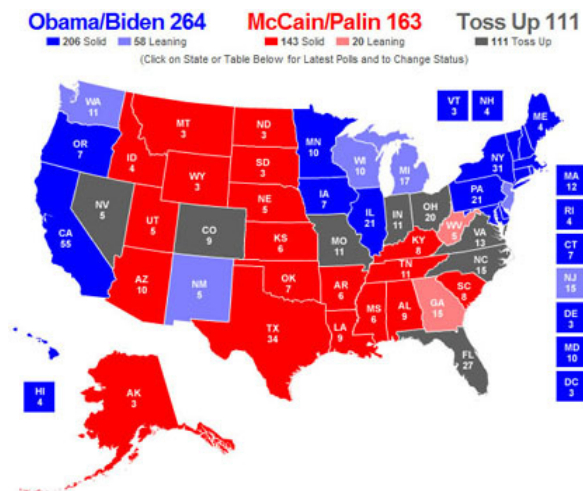 Obama/Biden 264 McCain/Palin 163 Toss Up 111
206 Solid 58 Leaning 143 Solid 20 Leaning 111 Toss Up
(Click on State or Table Below for Latest Polls and to Change Status)
WA
11
OR
7
CA
55
NV
5
ID
4
MT
3
WY
3
UT
5
AZ
10
CO
9
NM
5
ND
3
SD
3
NE
5
KS
6
OK
7
TX
34
MN
10
IA
7
MO
11
AR
6
LA
9
WI
10
IL
21
MI
17
IN
11
OH
20
KY
8
TN
11
MS
6
AL
9
GA
15
FL
27
SC
8
NC
15
VA
13
WV
5
PA
21
NY
31
VT
3
NH
4
ME
4
MA
12
RI
4
CT
7
NJ
15
DE
3
MD
10
DC
3
HI
4
AK
3